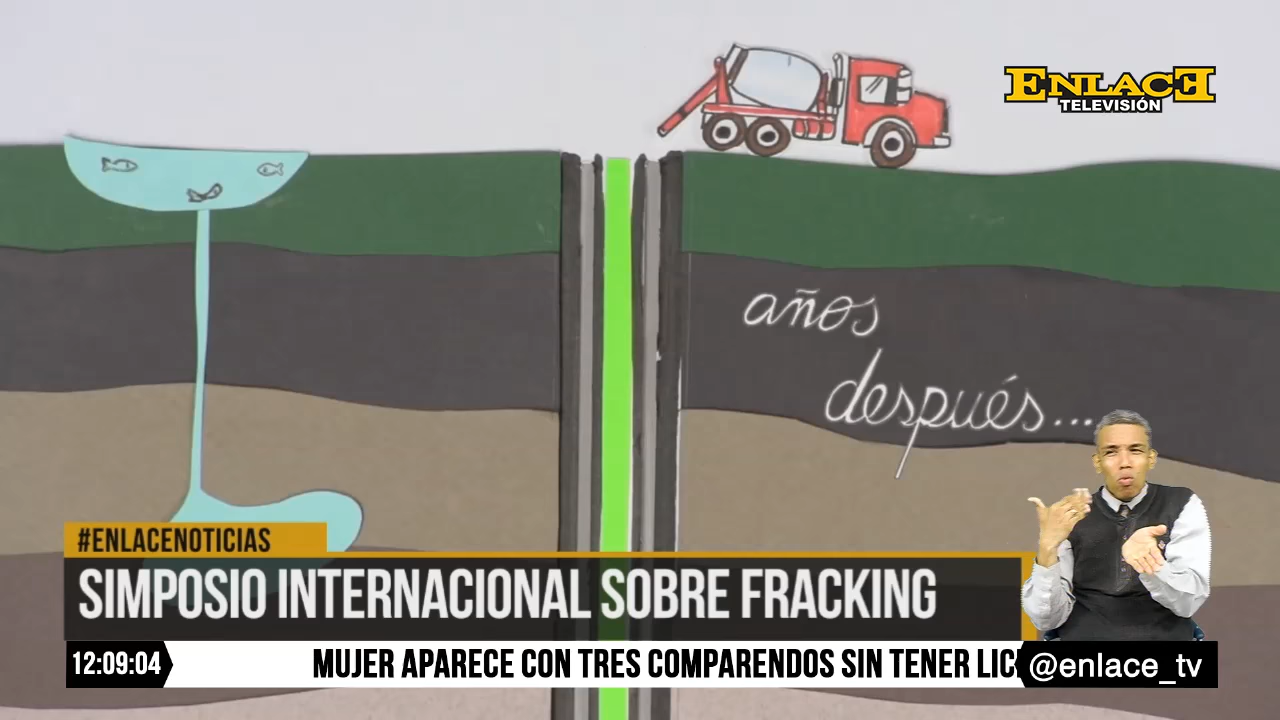 ENLACE
TELEVISIÓN
años
después...
#ENLACENOTICIAS
SIMPOSIO INTERNACIONAL SOBRE FRACKING
12:09:04
MUJER APARECE CON TRES COMPARENDOS SIN TENER LIC
@enlace_tv